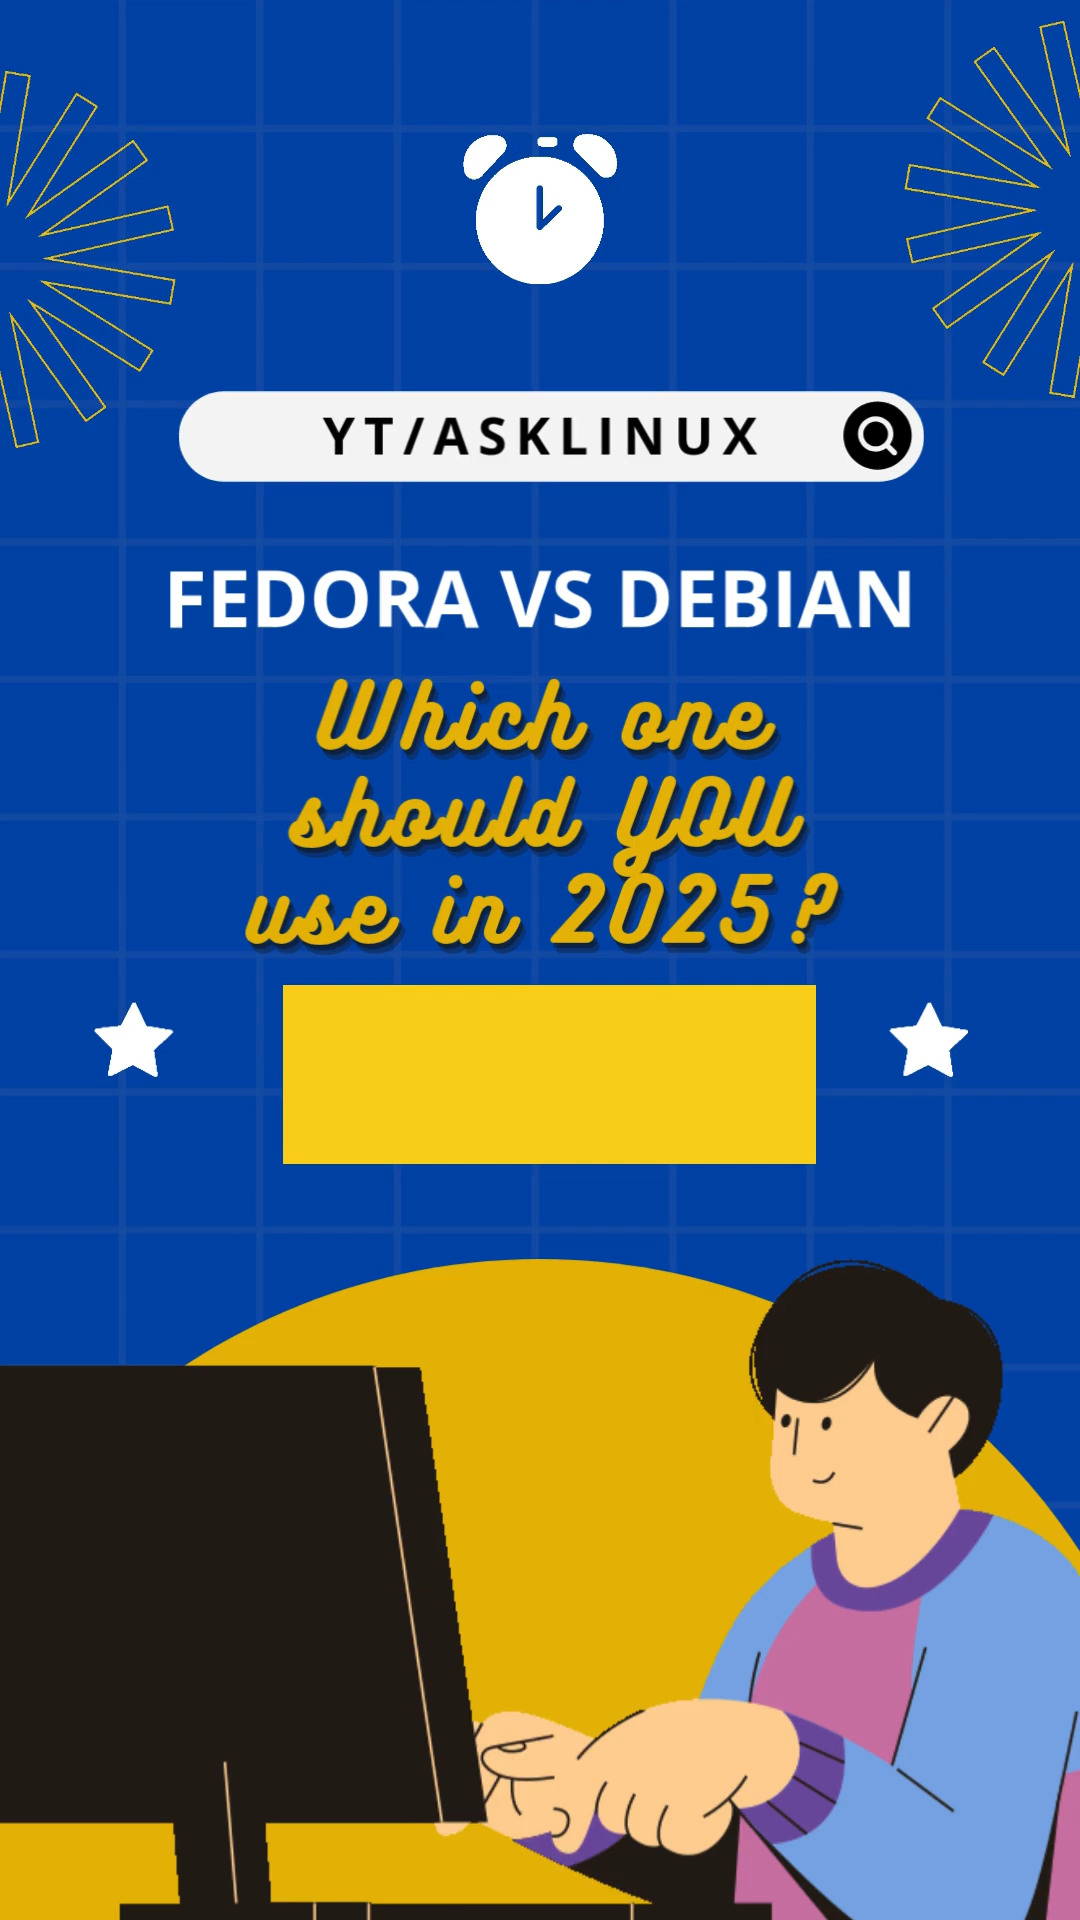 YT/ASKLINUX
FEDORA VS DEBIAN
Which one
should YOU
use in 2025?